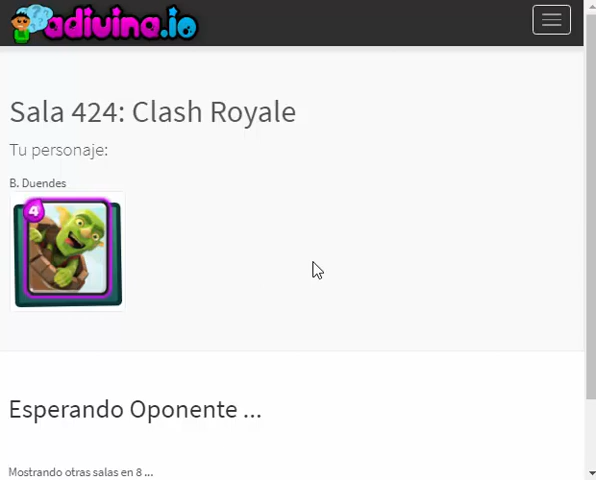 adivina.io
Sala 424: Clash Royale
Tu personaje:
B. Duendes
4
Esperando Oponente ...
Mostrando otras salas en 8 ...